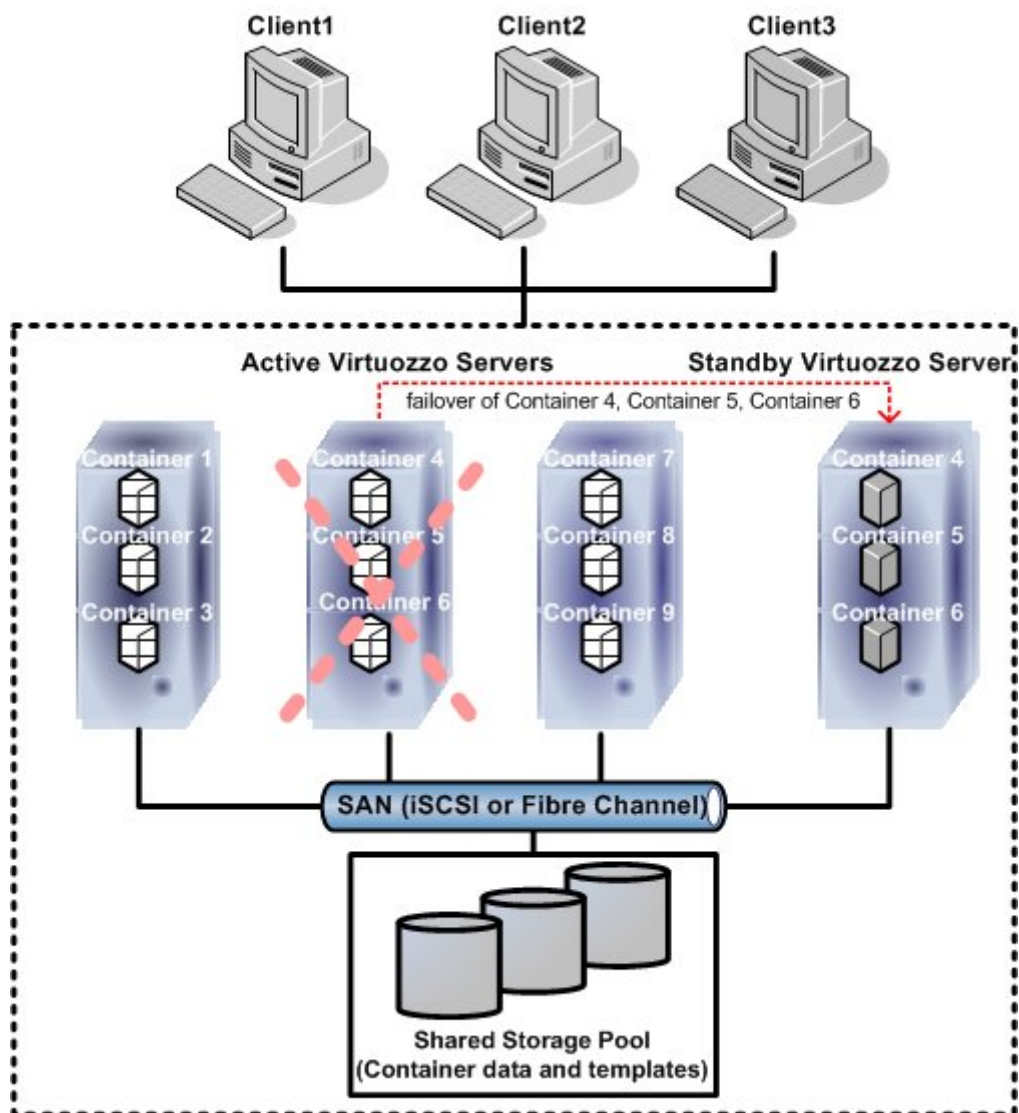 Client1
Client2
Client3
Active Virtuozzo Servers
Standby Virtuozzo Server
failover of Container 4, Container 5, Container 6
Container 1
Container 2
Container 3
Container 4
Container 5
Container 6
Container 7
Container 8
Container 9
Container 4
Container 5
Container 6
SAN (iSCSI or Fibre Channel)
Shared Storage Pool
(Container data and templates)